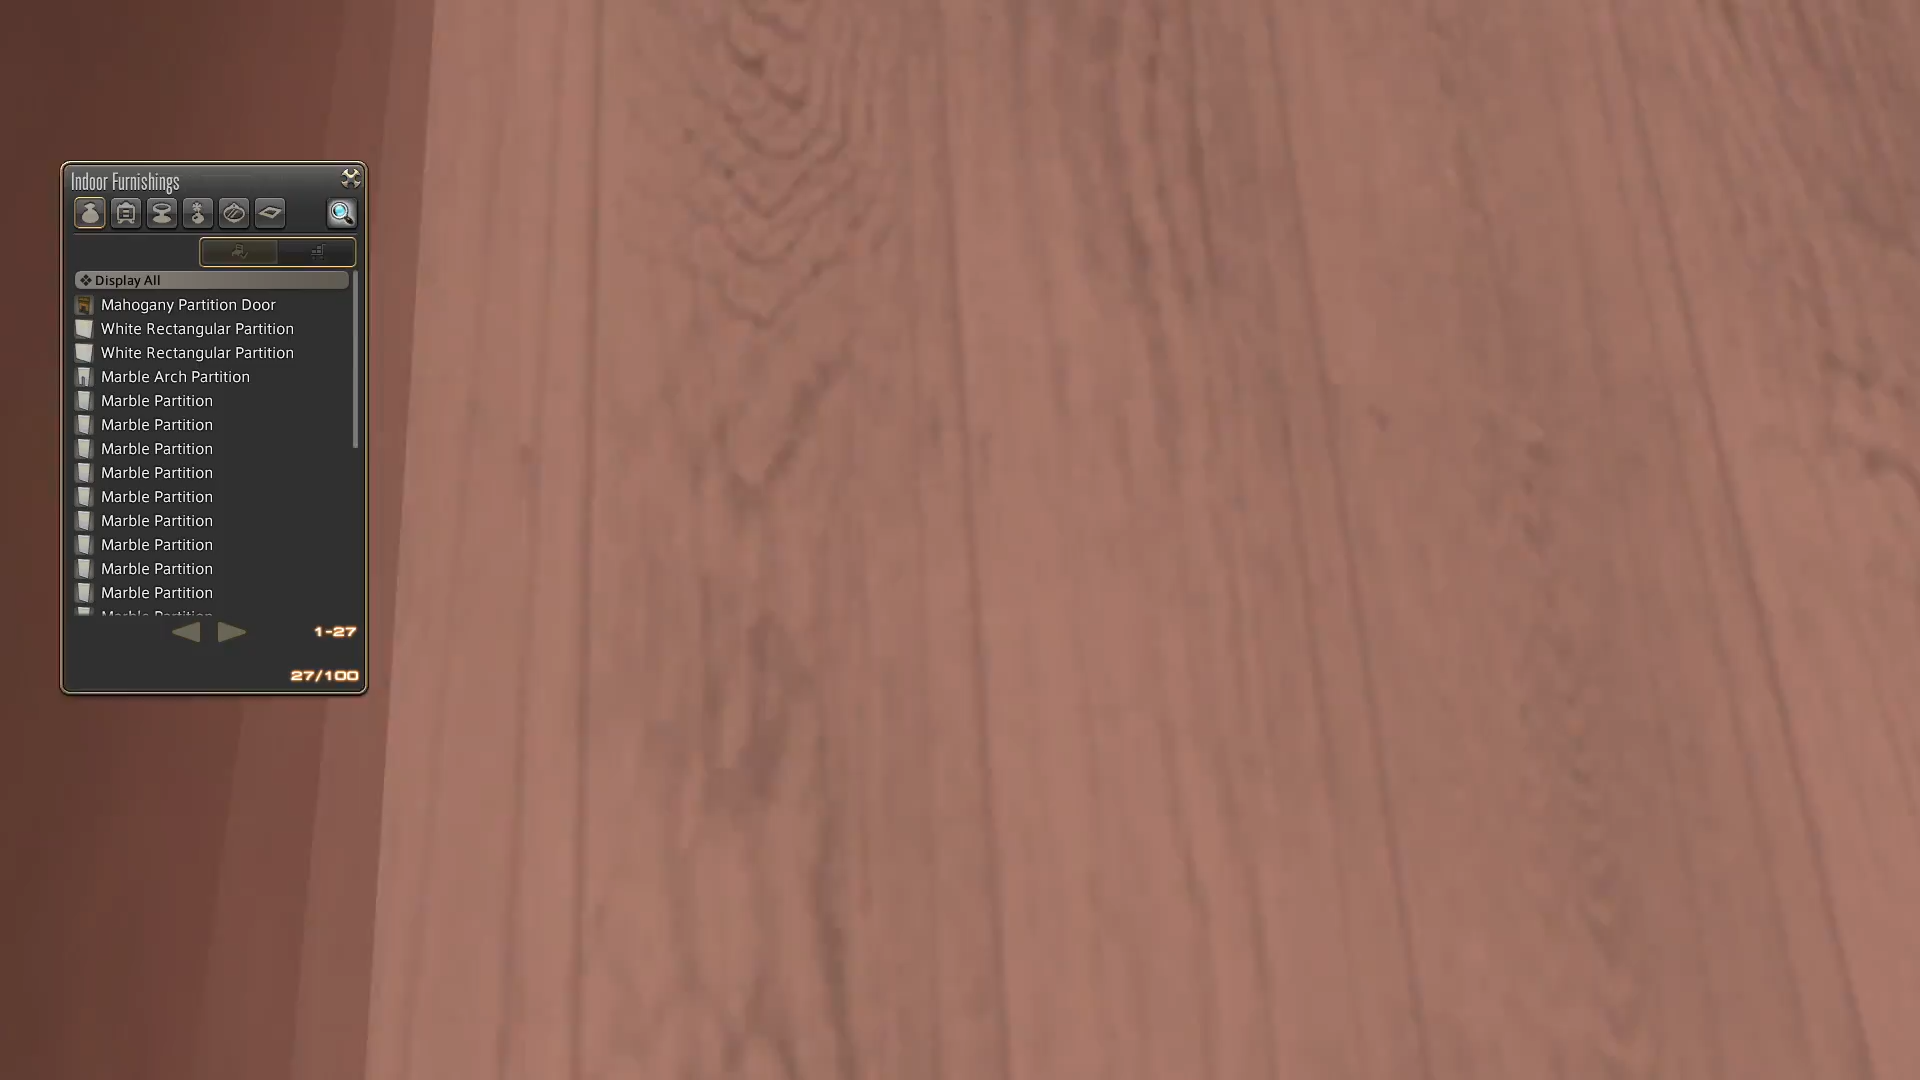 Indoor Furnishings
Display All
Mahogany Partition Door
White Rectangular Partition
White Rectangular Partition
Marble Arch Partition
Marble Partition
Marble Partition
Marble Partition
Marble Partition
Marble Partition
Marble Partition
Marble Partition
Marble Partition
Marble Partition
Marble Partition
1-27
27/100